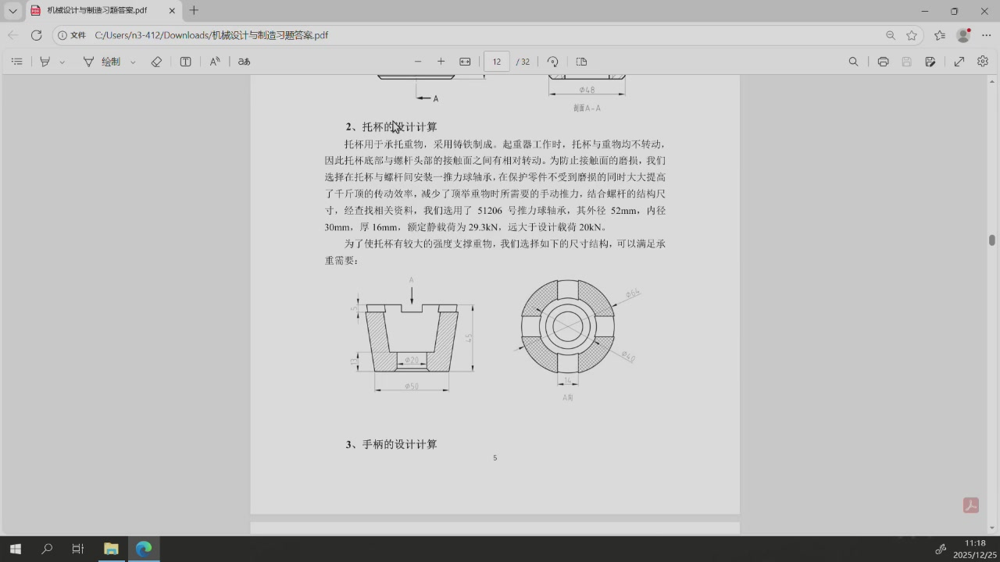 机械设计与制造习题答案.pdf
文件 C:/Users/n3-412/Downloads/机械设计与制造习题答案.pdf
绘制
aあ
12 / 32
A
Φ48
剖面A-A
2、托杯的设计计算
托杯用于承托重物，采用铸铁制成。起重器工作时，托杯与重物均不转动，
因此托杯底部与螺杆头部的接触面之间有相对转动。为防止接触面的磨损，我们
选择在托杯与螺杆间安装一推力球轴承，在保护零件不受到磨损的同时大大提高
了千斤顶的传动效率，减少了顶举重物时所需要的手动推力，结合螺杆的结构尺
寸，经查找相关资料，我们选用了 51206 号推力球轴承，其外径 52mm，内径
30mm，厚 16mm，额定静载荷为 29.3kN，远大于设计载荷 20kN。
为了使托杯有较大的强度支撑重物，我们选择如下的尺寸结构，可以满足承
重需要：
A
5
13
Φ20
Φ50
45
Φ64
Φ40
14
A向
3、手柄的设计计算
5
11:18
2025/12/25